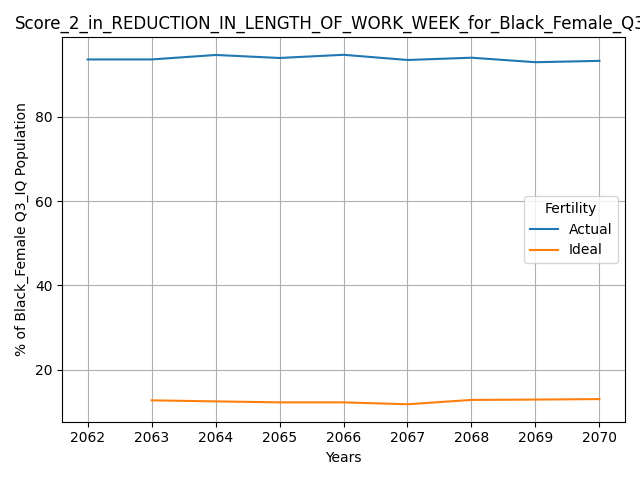 Score_2_in_REDUCTION_IN_LENGTH_OF_WORK_WEEK_for_Black_Female_Q3
% of Black_Female Q3_IQ Population
80
60
40
20
Fertility
Actual
Ideal
2062 2063 2064 2065 2066 2067 2068 2069 2070
Years